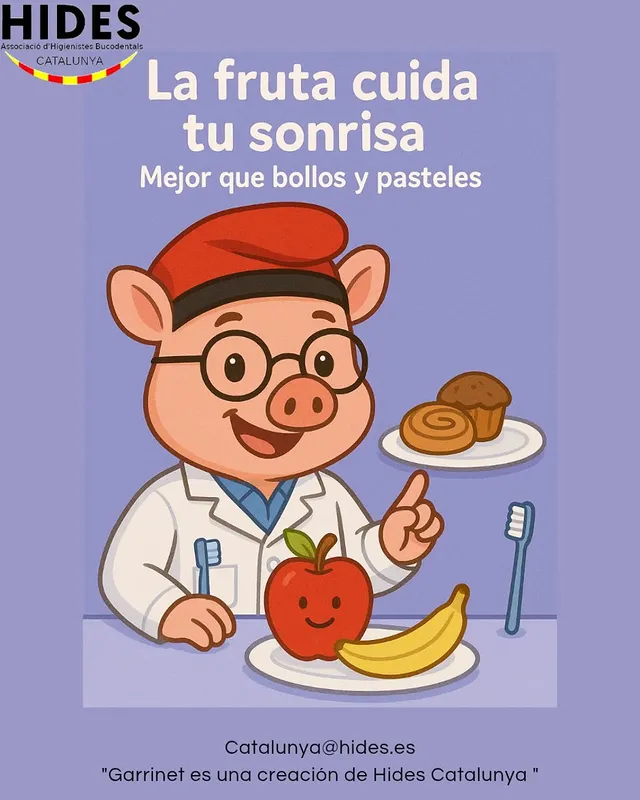 HIDES
Associació d'Higienistes Bucodentals
CATALUNYA
La fruta cuida
tu sonrisa
Mejor que bollos y pasteles
Catalunya@hides.es
"Garrinet es una creación de Hides Catalunya "